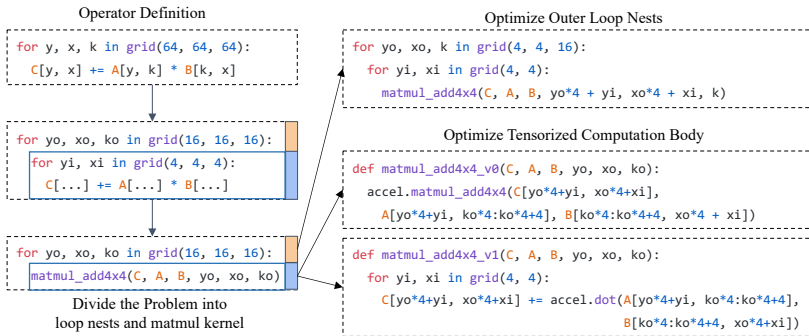 Operator Definition
for y, x, k in grid(64, 64, 64):
C[y, x] += A[y, k] * B[k, x]
for yo, xo, ko in grid(16, 16, 16):
for yi, xi in grid(4, 4, 4):
C[...] += A[...] * B[...]
for yo, xo, ko in grid(16, 16, 16):
matmul_add4x4(C, A, B, yo, xo, ko)
Divide the Problem into
loop nests and matmul kernel
Optimize Outer Loop Nests
for yo, xo, k in grid(4, 4, 16):
for yi, xi in grid(4, 4):
matmul_add4x4(C, A, B, yo*4 + yi, xo*4 + xi, k)
Optimize Tensorized Computation Body
def matmul_add4x4_v0(C, A, B, yo, xo, ko):
accel.matmul_add4x4(C[yo*4+yi, xo*4+xi],
A[yo*4+yi, ko*4:ko*4+4], B[ko*4:ko*4+4, xo*4 + xi])
def matmul_add4x4_v1(C, A, B, yo, xo, ko):
for yi, xi in grid(4, 4):
C[yo*4+yi, xo*4+xi] += accel.dot(A[yo*4+yi, ko*4:ko*4+4],
B[ko*4:ko*4+4, xo*4+xi])